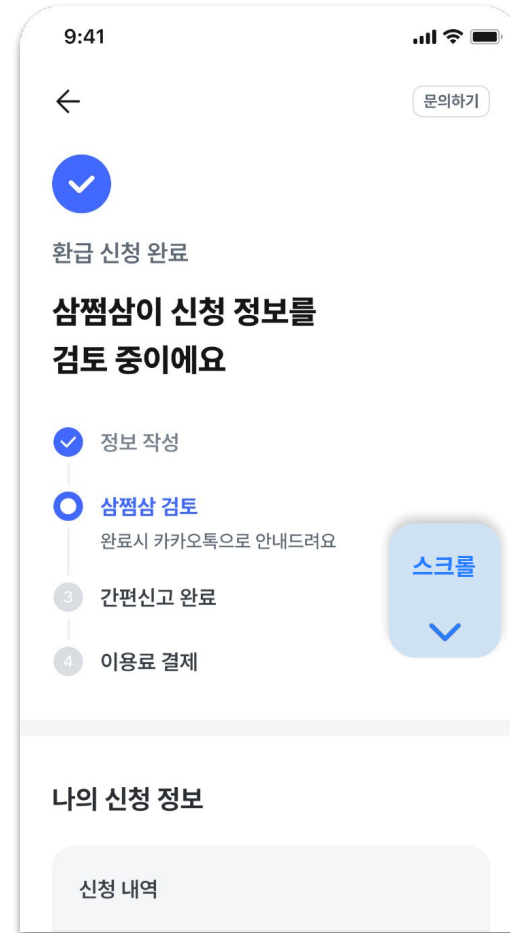 9:41
문의하기
환급 신청 완료
삼쩜삼이 신청 정보를
검토 중이에요
정보 작성
삼쩜삼 검토
완료시 카카오톡으로 안내드려요
스크롤
3 간편신고 완료
4 이용료 결제
나의 신청 정보
신청 내역